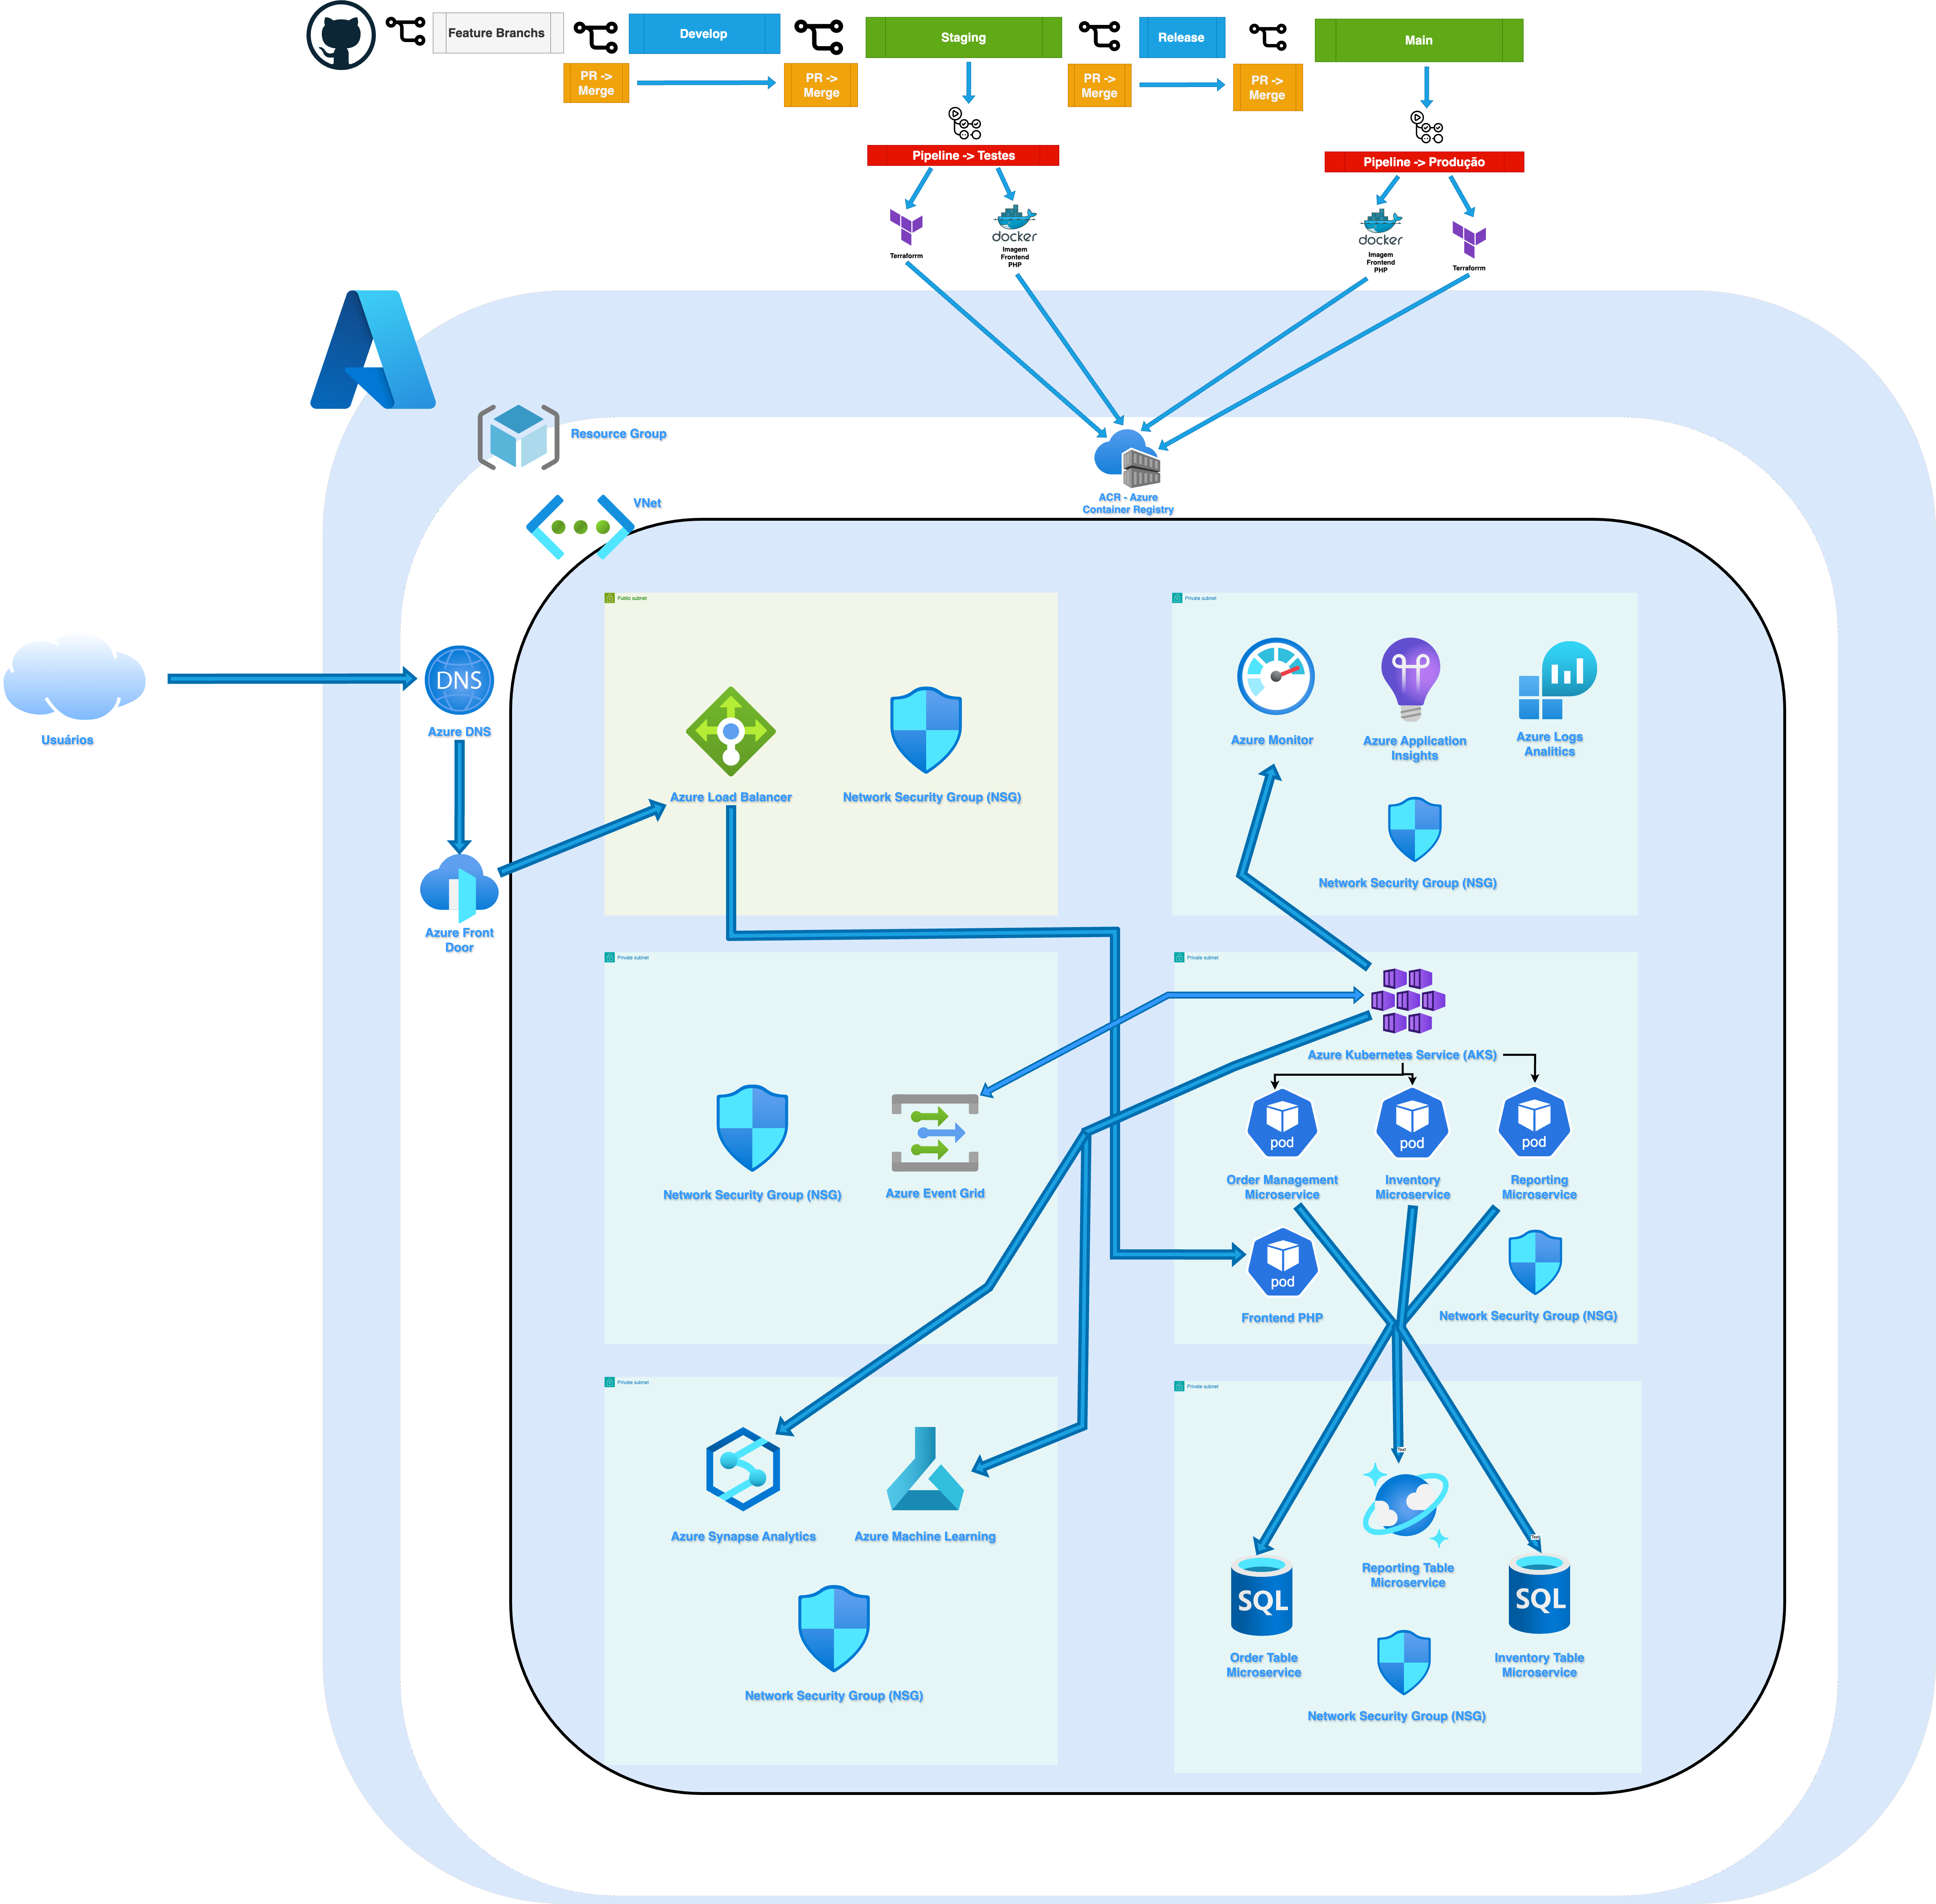 Feature Branchs
Develop
Staging
Release
Main
PR ->
Merge
PR ->
Merge
PR ->
Merge
PR ->
Merge
Pipeline -> Testes
Pipeline -> Produção
Terraforrm
docker
Imagem
Frontend
PHP
docker
Imagem
Frontend
PHP
Terraforrm
Resource Group
ACR - Azure
Container Registry
VNet
Usuários
DNS
Azure DNS
Azure Front
Door
Public subnet
Azure Load Balancer
Network Security Group (NSG)
Private subnet
Azure Monitor
Azure Application
Insights
Azure Logs
Analitics
Network Security Group (NSG)
Private subnet
Network Security Group (NSG)
Azure Event Grid
Private subnet
Azure Kubernetes Service (AKS)
pod
pod
pod
Order Management
Microservice
Inventory
Microservice
Reporting
Microservice
pod
Frontend PHP
Network Security Group (NSG)
Private subnet
Azure Synapse Analytics
Azure Machine Learning
Network Security Group (NSG)
Private subnet
Text
Text
Reporting Table
Microservice
SQL
SQL
Order Table
Microservice
Inventory Table
Microservice
Network Security Group (NSG)